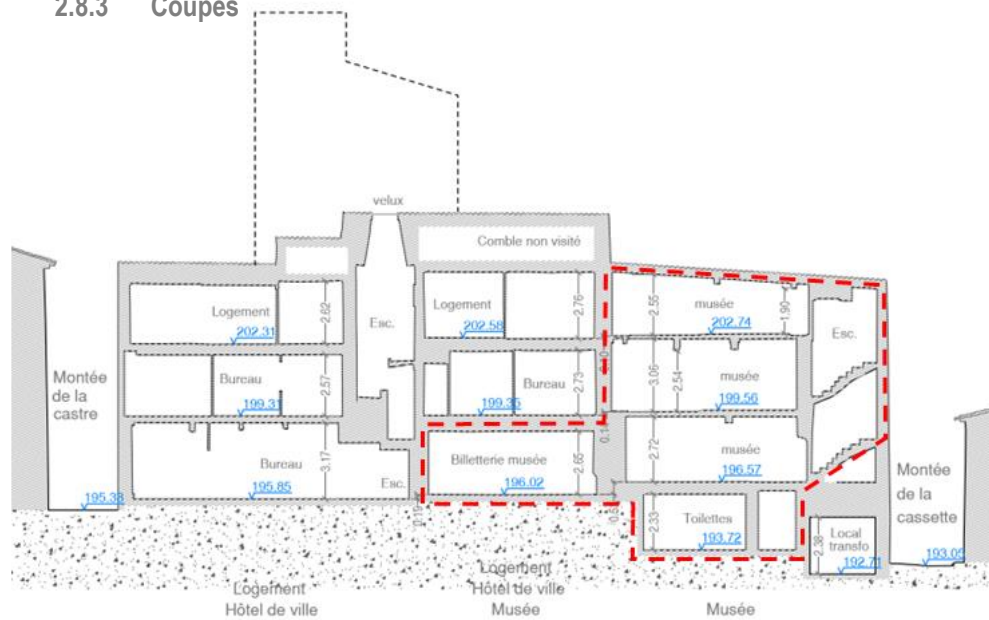 2.8.3 Coupes
velux
Comble non visité
Logement
202.31
2.62
Esc.
Logement
202.58
2.76
2.55
musée
202.74
1.90
Esc.
Montée
de la
castre
Bureau
199.31
2.57
Bureau
199.35
2.73
3.06
2.54
musée
199.56
195.33
Bureau
195.85
3.17
Esc.
0.19
Billetterie musée
196.02
2.65
2.72
musée
196.57
Montée
de la
cassette
193.05
2.33
Toilettes
193.72
2.38
Local
transfo
192.71
Logement
Hôtel de ville
Logement
Hôtel de ville
Musée
Musée